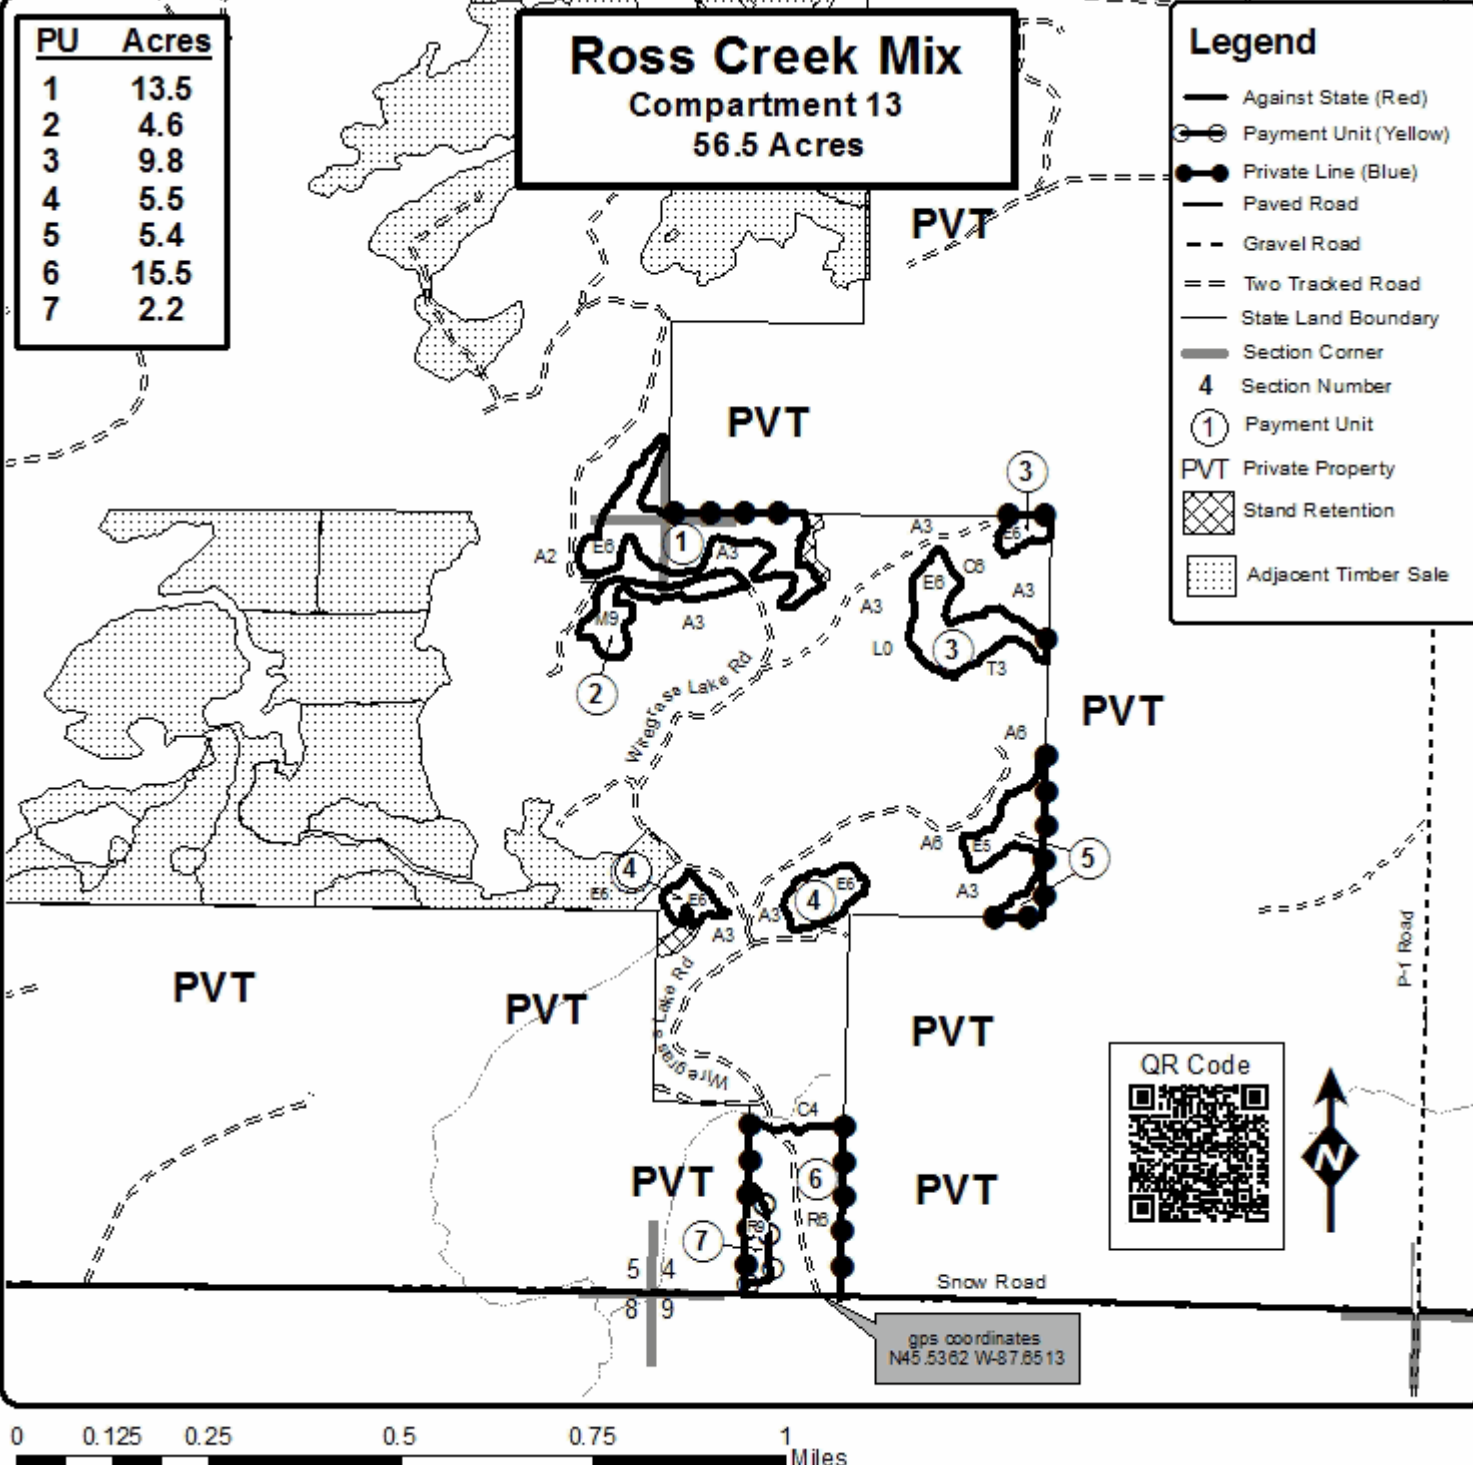 PU Acres
1 13.5
2 4.6
3 9.8
4 5.5
5 5.4
6 15.5
7 2.2
Ross Creek Mix
Compartment 13
56.5 Acres
Legend
Against State (Red)
Payment Unit (Yellow)
Private Line (Blue)
Paved Road
Gravel Road
Two Tracked Road
State Land Boundary
Section Corner
4 Section Number
1 Payment Unit
PVT Private Property
Stand Retention
Adjacent Timber Sale
PVT
PVT
3
A3
E6
A2
E6
1
A3
C6
E6
A3
A3
M9
A3
L0
3
T3
2
Wiregrass Lake Rd
PVT
A6
A6
E5
5
4
E6
E6
4
E6
A3
A3
A3
PVT
PVT
Wiregrass Lake Rd
PVT
P-1 Road
QR Code
N
C4
PVT
6
PVT
R9
R6
7
5 4
8 9
Snow Road
gps coordinates
N45.5362 W-87.6513
0 0.125 0.25 0.5 0.75 1
Miles